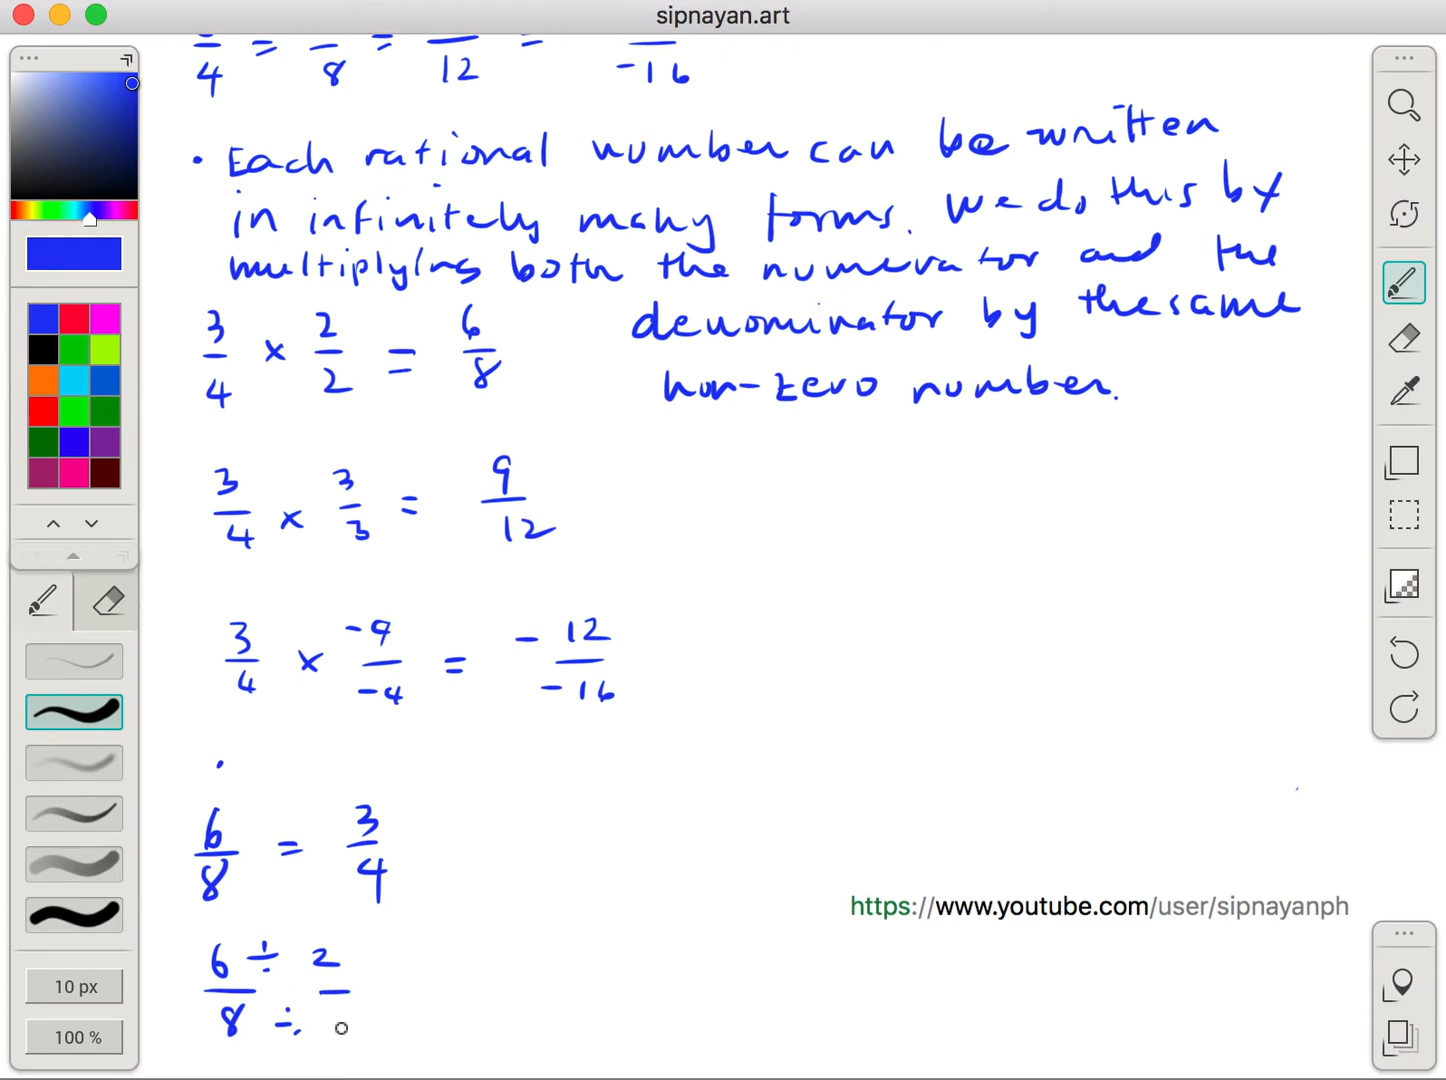 sipnayan.art
4 = 8 = 12 = -16
• Each rational number can be written
in infinitely many forms. We do this by
multiplying both the numerator and the
denominator by the same
non-zero number.
3/4 × 2/2 = 6/8
3/4 × 3/3 = 9/12
3/4 × -4/-4 = -12/-16
•
6/8 = 3/4
https://www.youtube.com/user/sipnayanph
6 ÷ 2
8 ÷
10 px
100 %